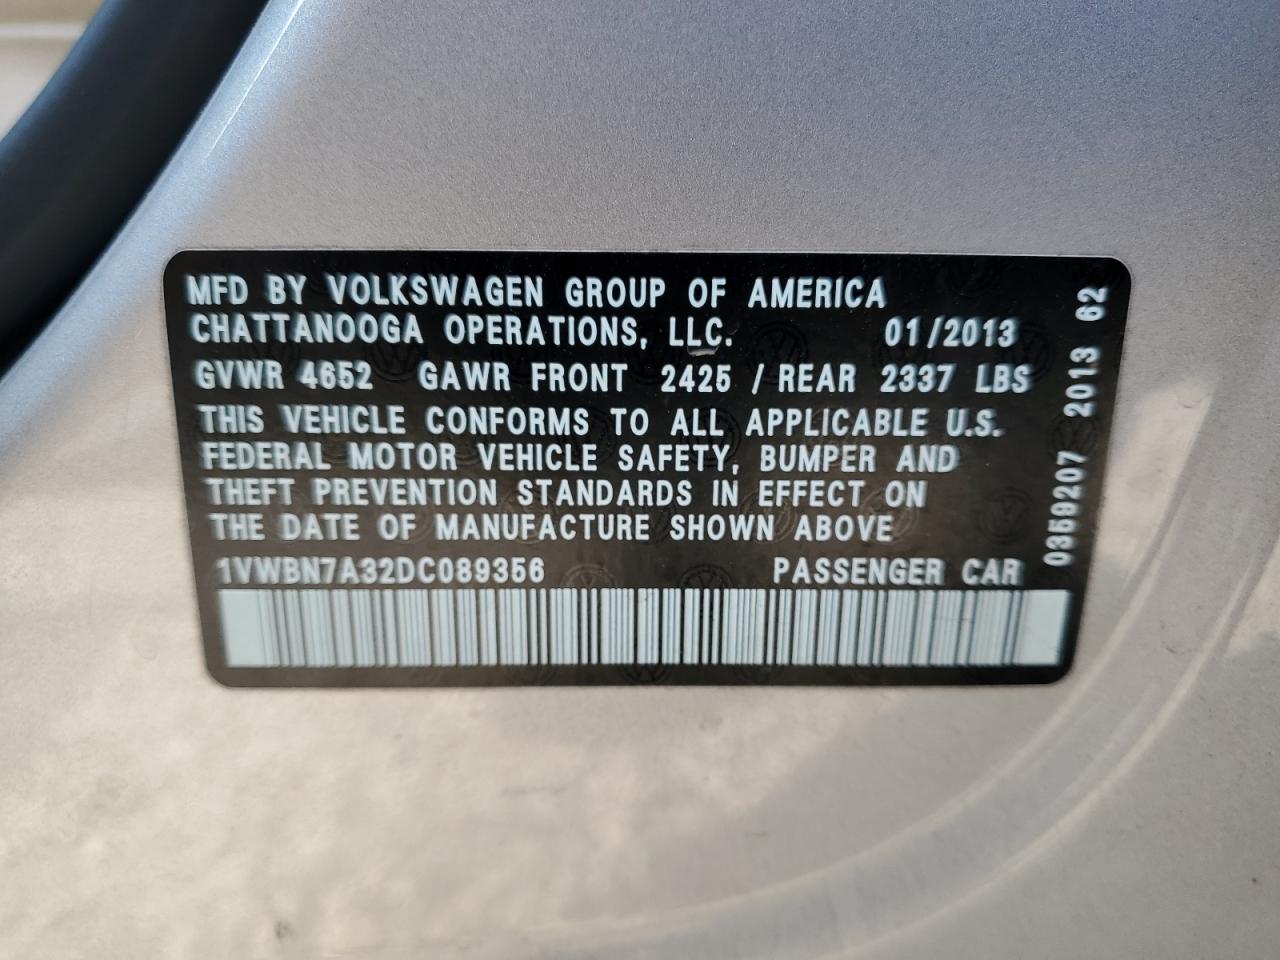 MFD BY VOLKSWAGEN GROUP OF AMERICA
CHATTANOOGA OPERATIONS, LLC. 01/2013
GVWR 4652 GAWR FRONT 2425 / REAR 2337 LBS
THIS VEHICLE CONFORMS TO ALL APPLICABLE U.S.
FEDERAL MOTOR VEHICLE SAFETY, BUMPER AND
THEFT PREVENTION STANDARDS IN EFFECT ON
THE DATE OF MANUFACTURE SHOWN ABOVE
1VWBN7A32DC089356 PASSENGER CAR
0359207 2013 62